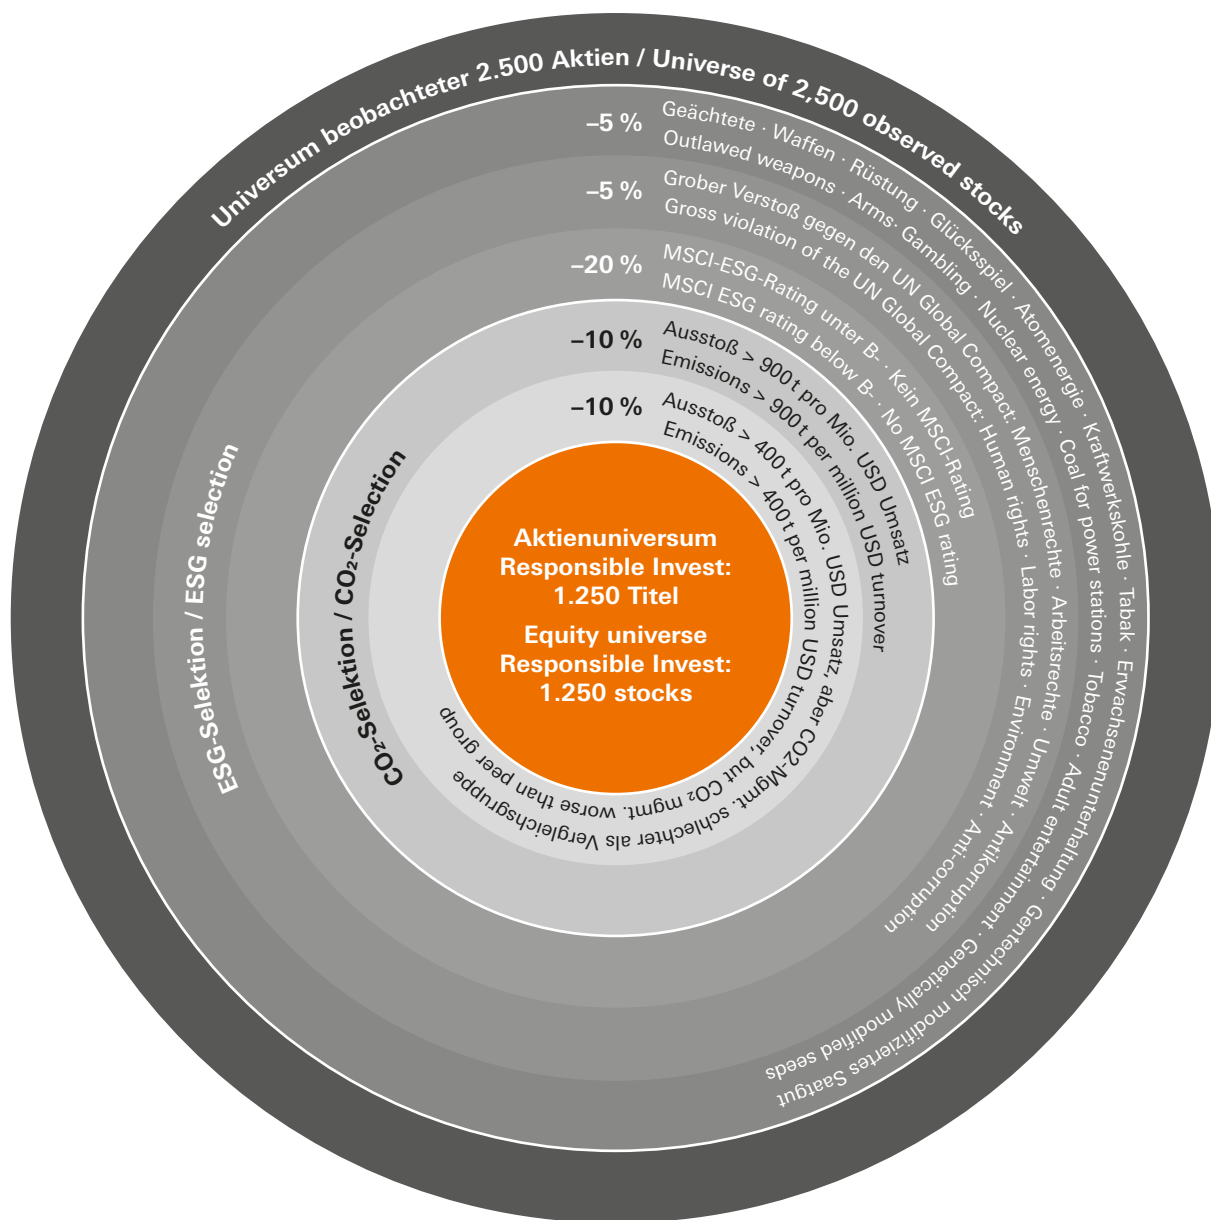 Universum beobachteter 2.500 Aktien / Universe of 2,500 observed stocks
–5 %
Geächtete · Waffen · Rüstung · Glücksspiel · Atomenergie · Kraftwerkskohle · Tabak · Erwachsenenunterhaltung · Gentechnisch modifiziertes Saatgut
Outlawed weapons · Arms· Gambling · Nuclear energy · Coal for power stations · Tobacco · Adult entertainment · Genetically modified seeds
–5 %
Grober Verstoß gegen den UN Global Compact: Menschenrechte · Arbeitsrechte · Umwelt · Antikorruption
Gross violation of the UN Global Compact: Human rights · Labor rights · Environment · Anti-corruption
–20 %
MSCI-ESG-Rating unter B- · Kein MSCI-Rating
MSCI ESG rating below B- · No MSCI ESG rating
–10 %
Ausstoß > 900 t pro Mio. USD Umsatz
Emissions > 900 t per million USD turnover
–10 %
Ausstoß > 400 t pro Mio. USD Umsatz, aber CO2-Mgmt. schlechter als Vergleichsgruppe
Emissions > 400 t per million USD turnover, but CO₂ mgmt. worse than peer group
ESG-Selektion / ESG selection
CO₂-Selektion / CO₂-Selection
Aktienuniversum
Responsible Invest:
1.250 Titel
Equity universe
Responsible Invest:
1.250 stocks